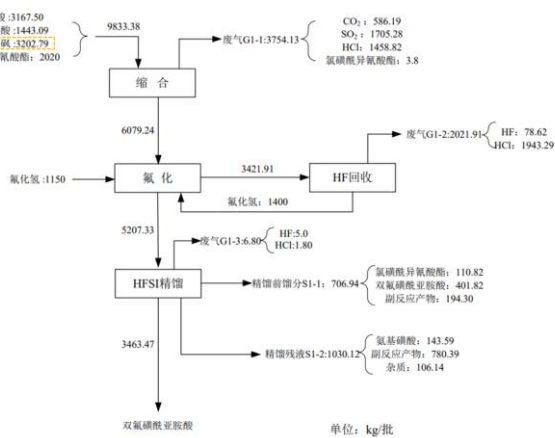 酸:3167.50
酸:1443.09
砜:3202.79
氰酸酯:2020
9833.38
废气G1-1:3754.13
CO₂:586.19
SO₂:1705.28
HCl:1458.82
氯磺酰异氰酸酯:3.8
缩 合
6079.24
废气G1-2:2021.91
HF:78.62
HCl:1943.29
氟化氢:1150
氟 化
3421.91
HF回收
氟化氢:1400
5207.33
废气G1-3:6.80
HF:5.0
HCl:1.80
HFSI精馏
精馏前馏分S1-1:706.94
氯磺酰异氰酸酯:110.82
双氟磺酰亚胺酸:401.82
副反应产物:194.30
3463.47
精馏残液S1-2:1030.12
氨基磺酸:143.59
副反应产物:780.39
杂质:106.14
双氟磺酰亚胺酸
单位:kg/批